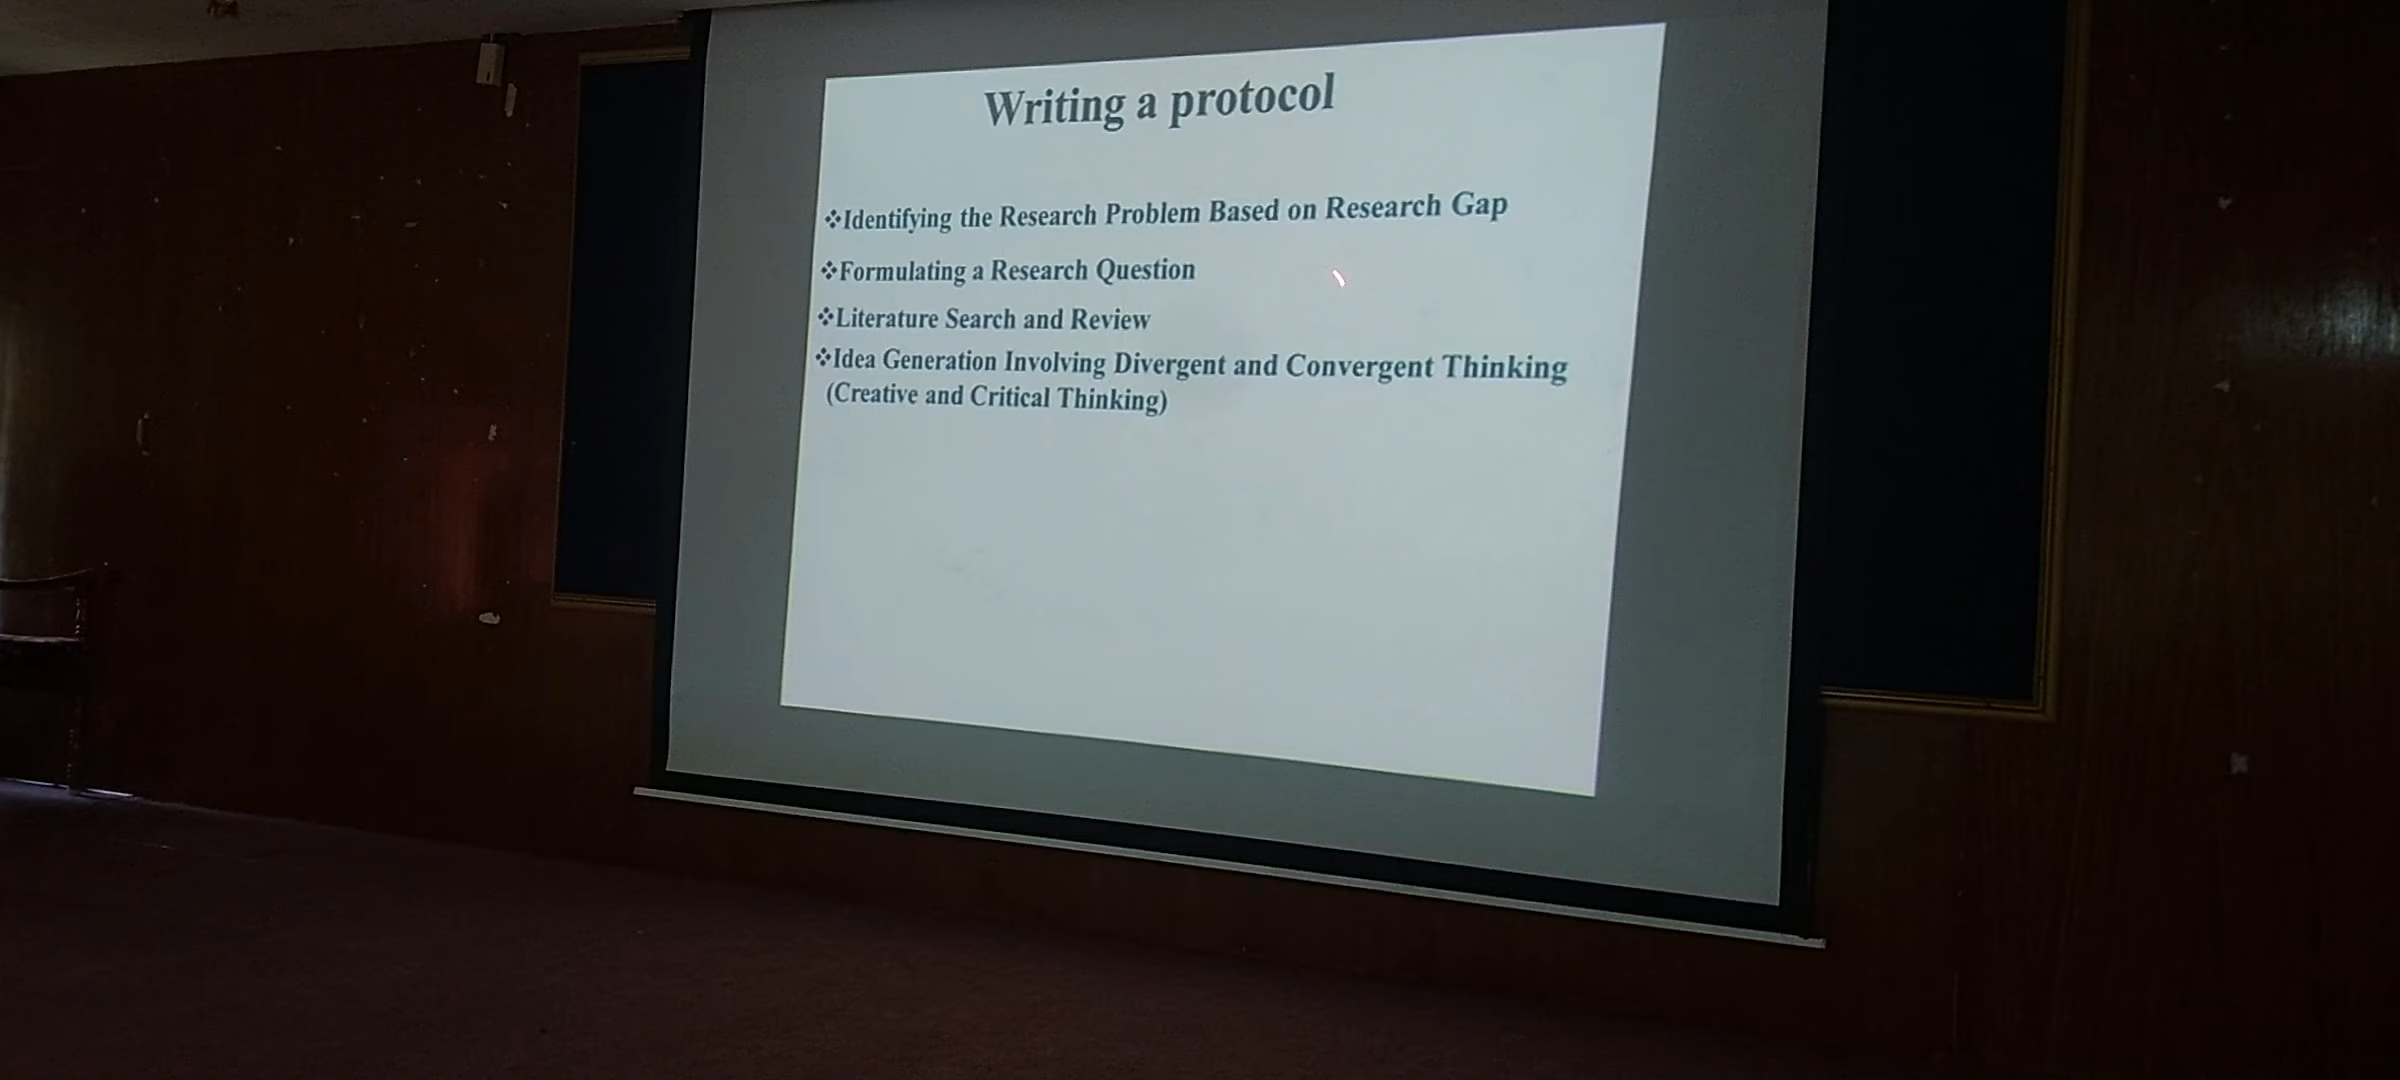 Writing a protocol
❖Identifying the Research Problem Based on Research Gap
❖Formulating a Research Question
❖Literature Search and Review
❖Idea Generation Involving Divergent and Convergent Thinking
(Creative and Critical Thinking)